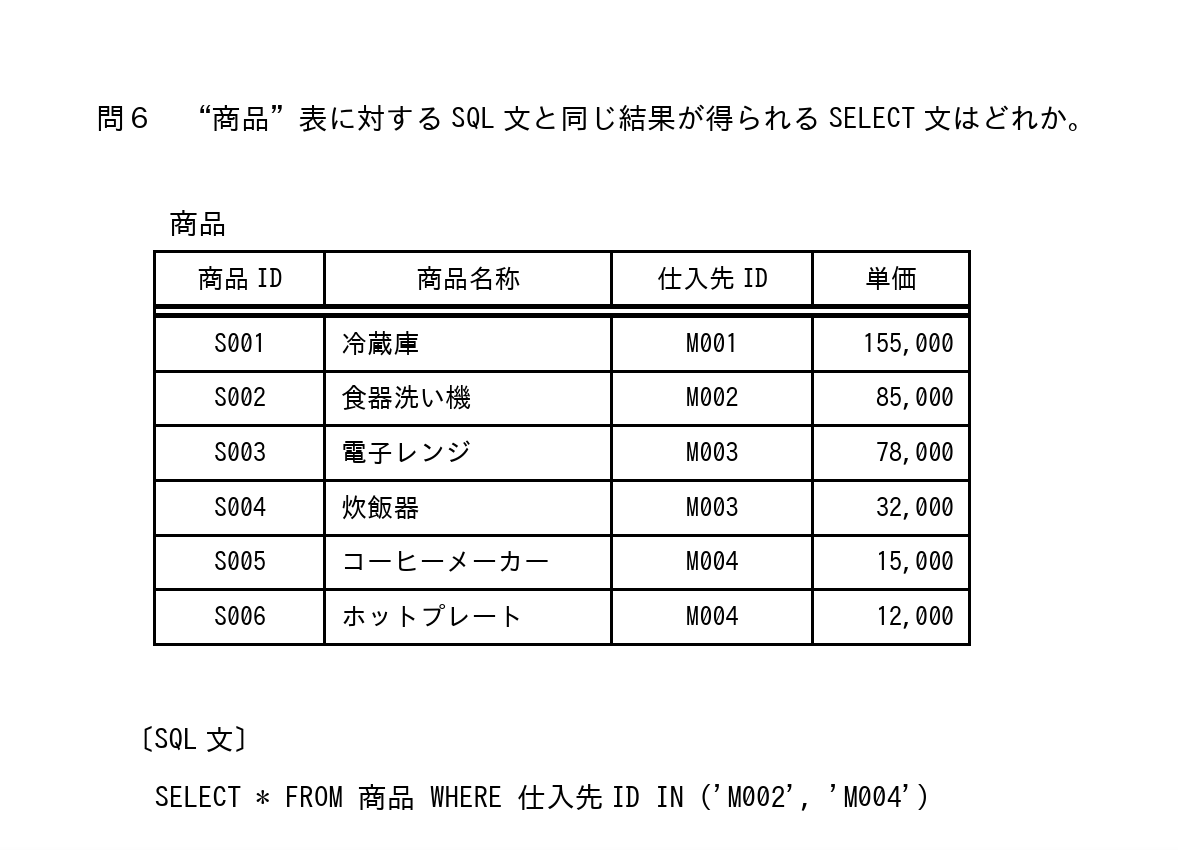 問６　“商品”表に対する SQL 文と同じ結果が得られる SELECT 文はどれか。
商品
商品 ID 商品名称 仕入先 ID 単価
S001 冷蔵庫 M001 155,000
S002 食器洗い機 M002 85,000
S003 電子レンジ M003 78,000
S004 炊飯器 M003 32,000
S005 コーヒーメーカー M004 15,000
S006 ホットプレート M004 12,000
〔SQL 文〕
SELECT * FROM 商品 WHERE 仕入先 ID IN ('M002', 'M004')